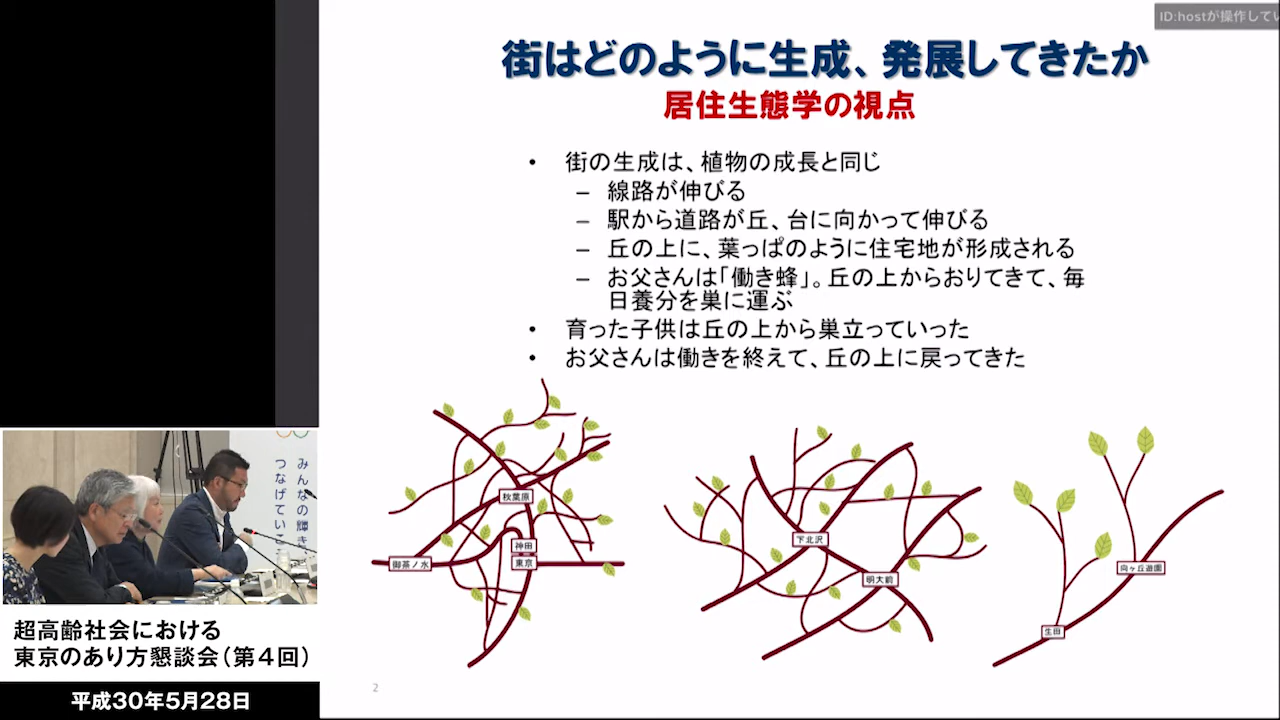 ID:hostが操作してい
街はどのように生成、発展してきたか
居住生態学の視点
• 街の生成は、植物の成長と同じ
– 線路が伸びる
– 駅から道路が丘、台に向かって伸びる
– 丘の上に、葉っぱのように住宅地が形成される
– お父さんは「働き蜂」。丘の上からおりてきて、毎
日養分を巣に運ぶ
• 育った子供は丘の上から巣立っていった
• お父さんは働きを終えて、丘の上に戻ってきた
秋葉原
神田
東京
御茶ノ水
下北沢
明大前
向ヶ丘遊園
生田
2
みんなの輝き、
つなげていこう
超高齢社会における
東京のあり方懇談会（第４回）
平成30年5月28日